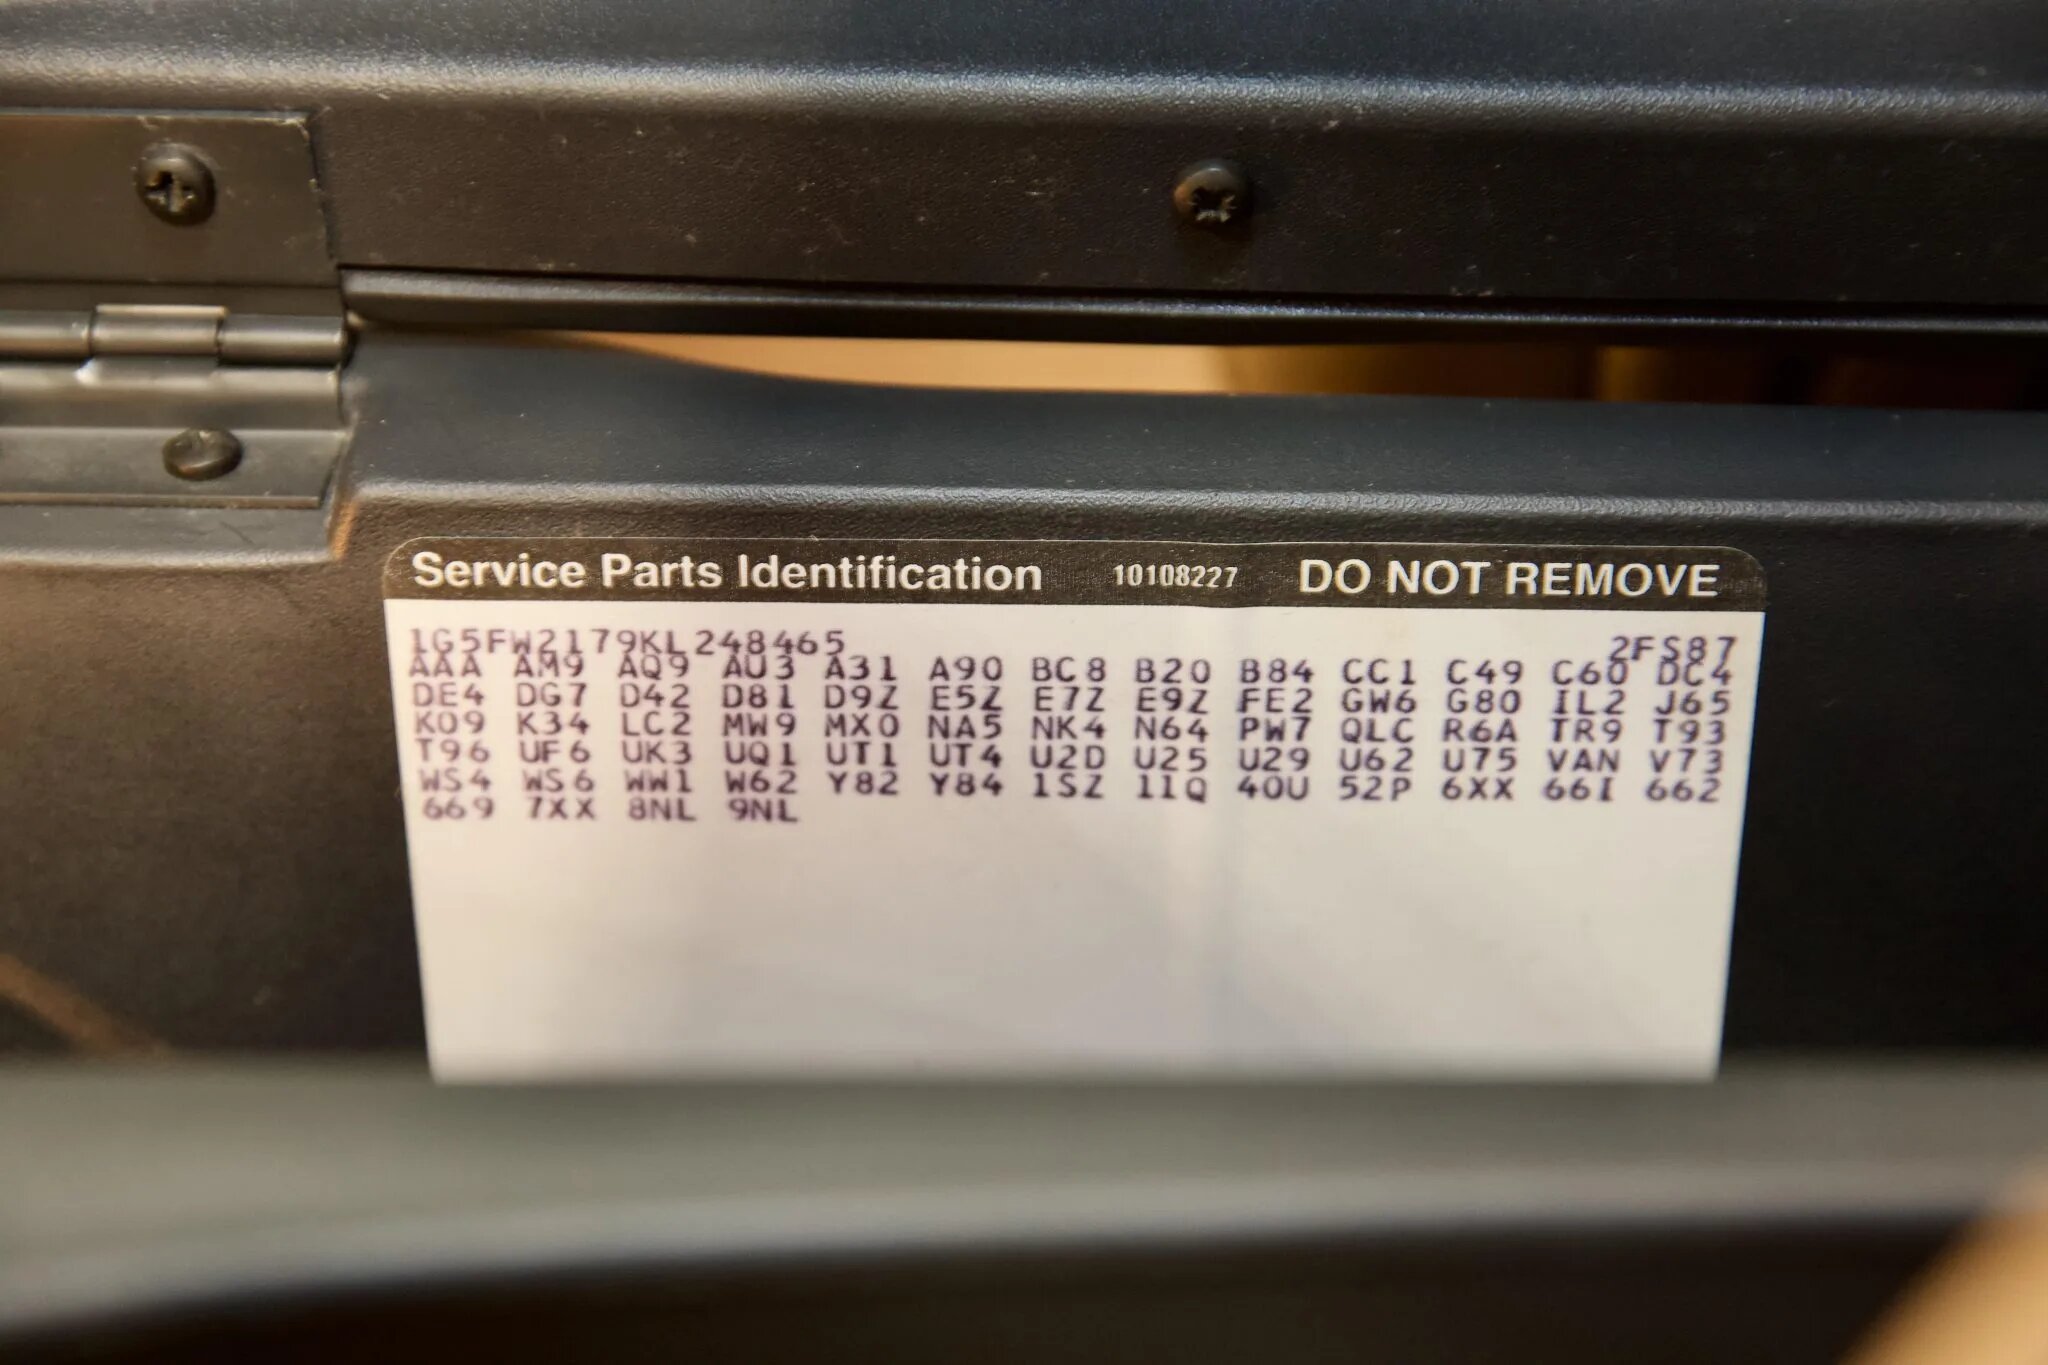 Service Parts Identification 10108227 DO NOT REMOVE
1G5FW2179KL248465 2FS87
AAA AM9 AQ9 AU3 A31 A90 BC8 B20 B84 CC1 C49 C60 DC4
DE4 DG7 D42 D81 D9Z E5Z E7Z E9Z FE2 GW6 G80 IL2 J65
K09 K34 LC2 MW9 MX0 NA5 NK4 N64 PW7 QLC R6A TR9 T93
T96 UF6 UK3 UQ1 UT1 UT4 U2D U25 U29 U62 U75 VAN V73
WS4 WS6 WW1 W62 Y82 Y84 1SZ 11Q 40U 52P 6XX 66I 662
669 7XX 8NL 9NL